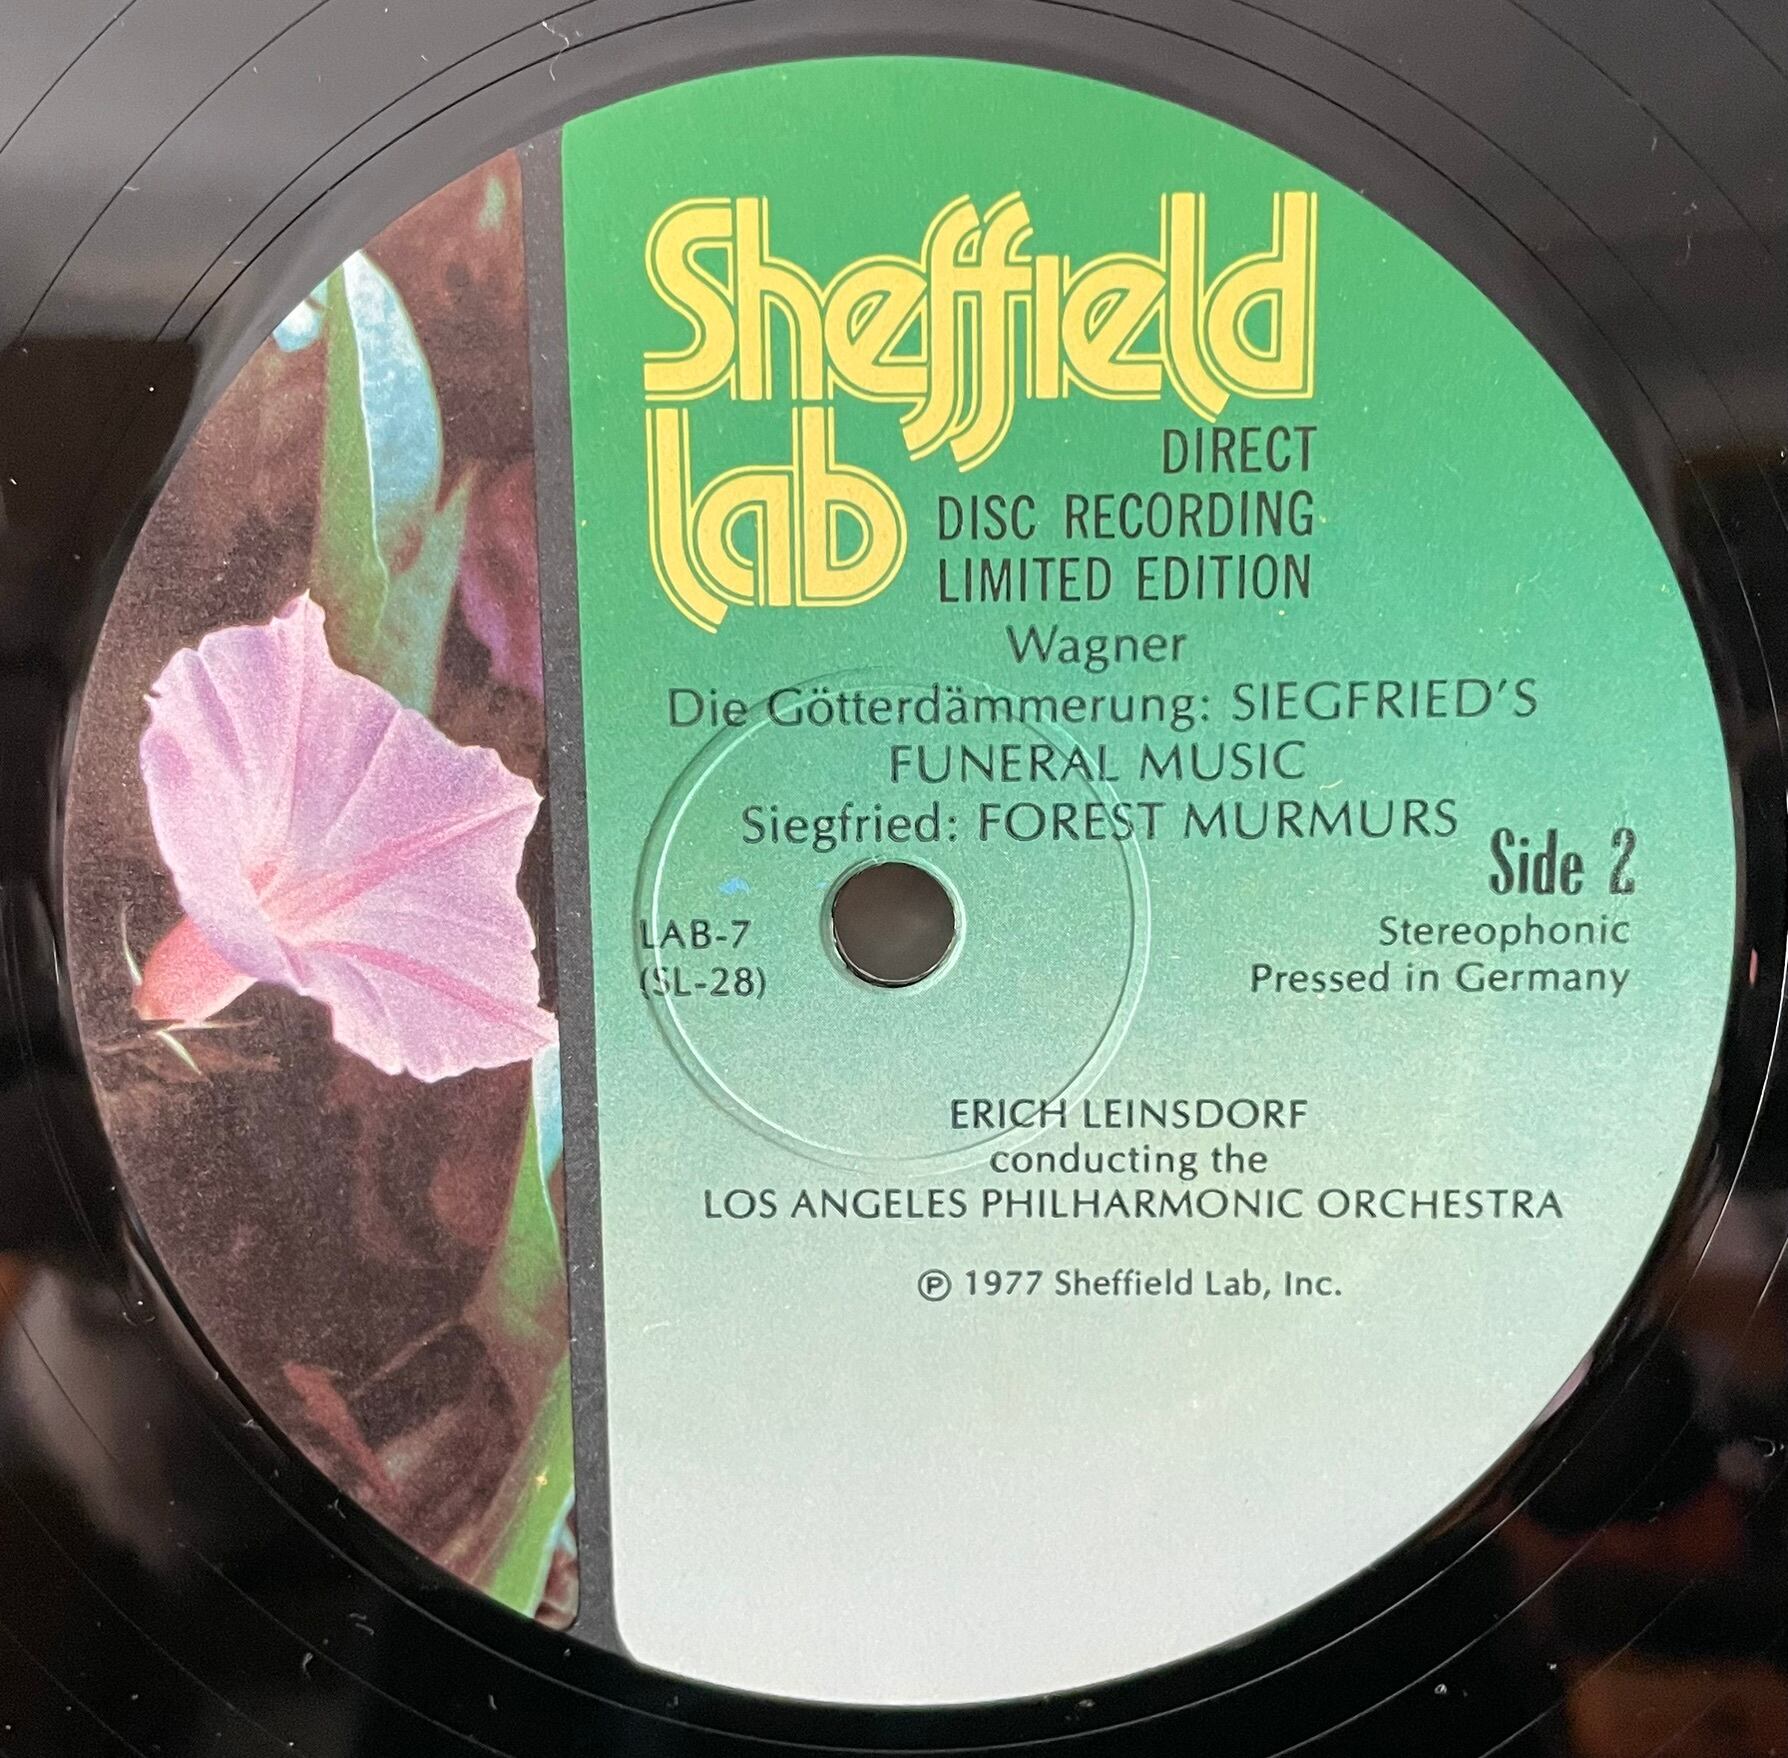 Sheffield
lab
DIRECT
DISC RECORDING
LIMITED EDITION
Wagner
Die Götterdämmerung: SIEGFRIED'S
FUNERAL MUSIC
Siegfried: FOREST MURMURS
Side 2
LAB-7
Stereophonic
(SL-28)
Pressed in Germany
ERICH LEINSDORF
conducting the
LOS ANGELES PHILHARMONIC ORCHESTRA
℗ 1977 Sheffield Lab, Inc.